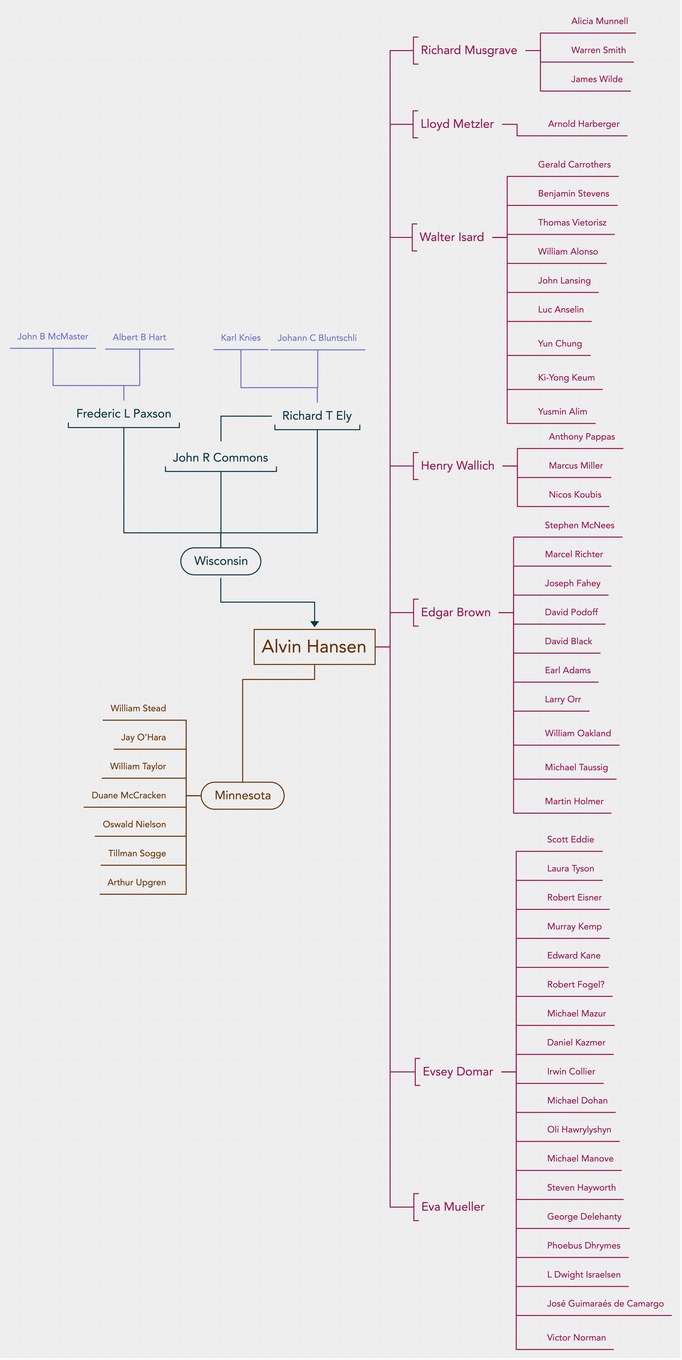 Alicia Munnell
Richard Musgrave
Warren Smith
James Wilde
Lloyd Metzler
Arnold Harberger
Gerald Carrothers
Benjamin Stevens
Thomas Vietorisz
Walter Isard
William Alonso
John Lansing
Luc Anselin
Yun Chung
Ki-Yong Keum
Yusmin Alim
John B McMaster
Albert B Hart
Karl Knies
Johann C Bluntschli
Frederic L Paxson
Richard T Ely
John R Commons
Wisconsin
Anthony Pappas
Henry Wallich
Marcus Miller
Nicos Koubis
Stephen McNees
Marcel Richter
Joseph Fahey
Edgar Brown
David Podoff
David Black
Earl Adams
Larry Orr
William Oakland
Michael Taussig
Martin Holmer
Alvin Hansen
William Stead
Jay O'Hara
William Taylor
Duane McCracken
Minnesota
Oswald Nielson
Tillman Sogge
Arthur Upgren
Scott Eddie
Laura Tyson
Robert Eisner
Murray Kemp
Edward Kane
Robert Fogel?
Michael Mazur
Daniel Kazmer
Evsey Domar
Irwin Collier
Michael Dohan
Oli Hawrylyshyn
Michael Manove
Steven Hayworth
Eva Mueller
George Delehanty
Phoebus Dhrymes
L Dwight Israelsen
José Guimaraés de Camargo
Victor Norman